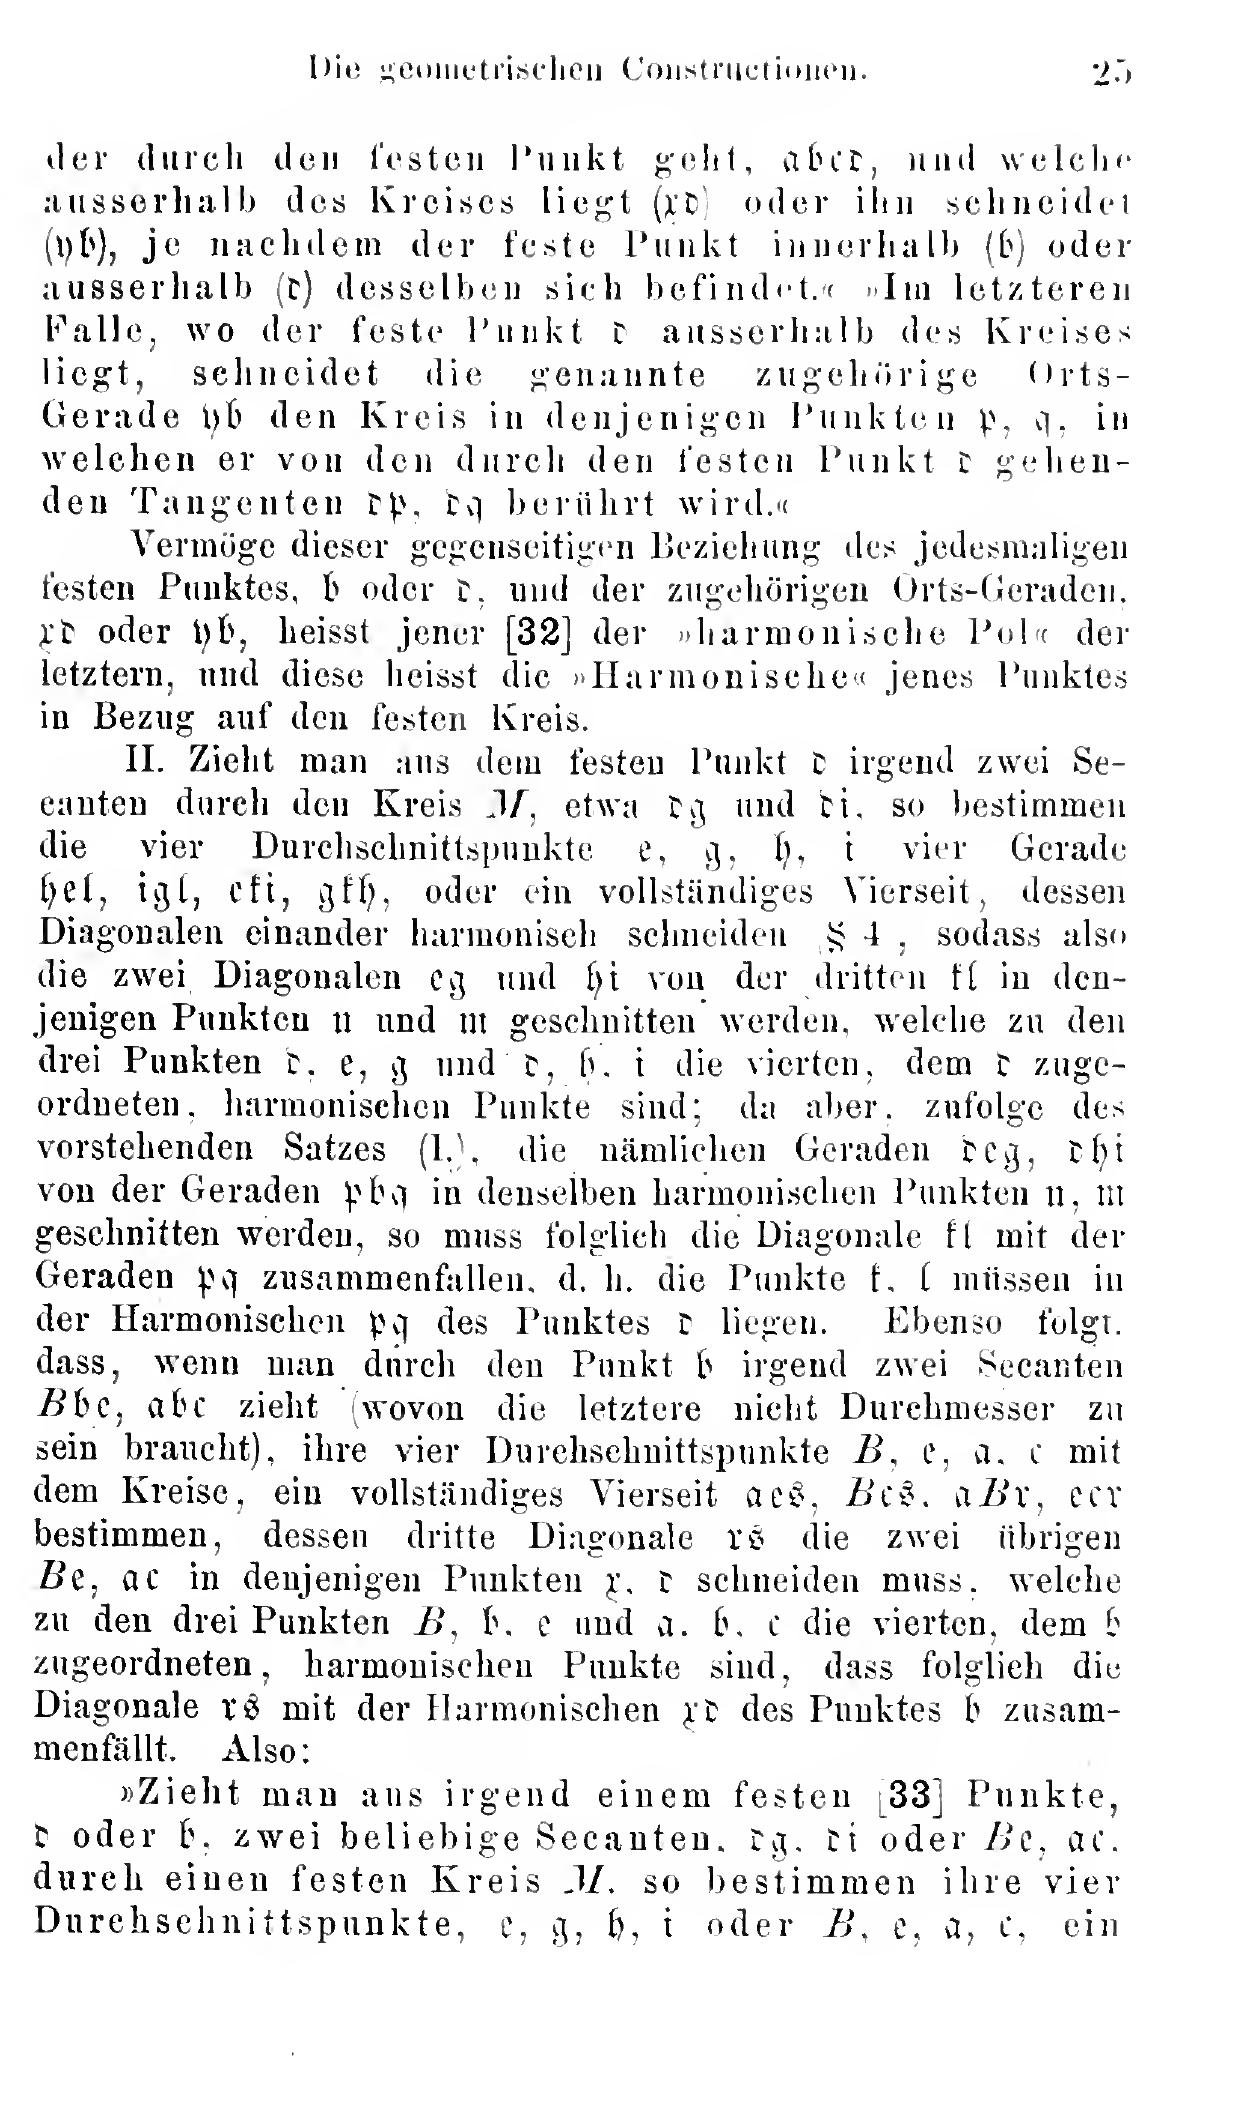 Die geometrischen Constructionen. 25
der durch den festen Punkt geht, 𝔞𝔟𝔠𝔡, und welche
ausserhalb des Kreises liegt (𝔵𝔡) oder ihn schneidet
(𝔶𝔟), je nachdem der feste Punkt innerhalb (𝔟) oder
ausserhalb (𝔡) desselben sich befindet.« »Im letzteren
Falle, wo der feste Punkt 𝔡 ausserhalb des Kreises
liegt, schneidet die genannte zugehörige Orts-
Gerade 𝔶𝔟 den Kreis in denjenigen Punkten 𝔭, 𝔮, in
welchen er von den durch den festen Punkt 𝔡 gehen-
den Tangenten 𝔡𝔭, 𝔡𝔮 berührt wird.«
Vermöge dieser gegenseitigen Beziehung des jedesmaligen
festen Punktes, 𝔟 oder 𝔡, und der zugehörigen Orts-Geraden,
𝔵𝔡 oder 𝔶𝔟, heisst jener [32] der »harmonische Pol« der
letztern, und diese heisst die »Harmonische« jenes Punktes
in Bezug auf den festen Kreis.
II. Zieht man aus dem festen Punkt 𝔡 irgend zwei Se-
canten durch den Kreis M, etwa 𝔡𝔤 und 𝔡𝔦, so bestimmen
die vier Durchschnittspunkte 𝔢, 𝔤, 𝔥, 𝔦 vier Gerade
𝔥𝔢𝔩, 𝔦𝔤𝔩, 𝔢𝔨𝔦, 𝔤𝔨𝔥, oder ein vollständiges Vierseit, dessen
Diagonalen einander harmonisch schneiden § 4 , sodass also
die zwei Diagonalen 𝔢𝔤 und 𝔥𝔦 von der dritten 𝔨𝔩 in den-
jenigen Punkten 𝔫 und 𝔪 geschnitten werden, welche zu den
drei Punkten 𝔡, 𝔢, 𝔤 und 𝔡, 𝔥, 𝔦 die vierten, dem 𝔡 zuge-
ordneten, harmonischen Punkte sind; da aber, zufolge des
vorstehenden Satzes (I.), die nämlichen Geraden 𝔡𝔢𝔤, 𝔡𝔥𝔦
von der Geraden 𝔭𝔟𝔮 in denselben harmonischen Punkten 𝔫, 𝔪
geschnitten werden, so muss folglich die Diagonale 𝔨𝔩 mit der
Geraden 𝔭𝔮 zusammenfallen, d. h. die Punkte 𝔨, 𝔩 müssen in
der Harmonischen 𝔭𝔮 des Punktes 𝔡 liegen. Ebenso folgt,
dass, wenn man durch den Punkt 𝔟 irgend zwei Secanten
B𝔟𝔢, 𝔞𝔟𝔠 zieht (wovon die letztere nicht Durchmesser zu
sein braucht), ihre vier Durchschnittspunkte B, 𝔢, 𝔞, 𝔠 mit
dem Kreise, ein vollständiges Vierseit 𝔞𝔢𝔰, B𝔠𝔰, 𝔞B𝔯, 𝔢𝔠𝔯
bestimmen, dessen dritte Diagonale 𝔯𝔰 die zwei übrigen
B𝔢, 𝔞𝔠 in denjenigen Punkten 𝔵, 𝔡 schneiden muss, welche
zu den drei Punkten B, 𝔟, 𝔢 und 𝔞, 𝔟, 𝔠 die vierten, dem 𝔟
zugeordneten, harmonischen Punkte sind, dass folglich die
Diagonale 𝔯𝔰 mit der Harmonischen 𝔵𝔡 des Punktes 𝔟 zusam-
menfällt. Also:
»Zieht man aus irgend einem festen [33] Punkte,
𝔡 oder 𝔟, zwei beliebige Secanten, 𝔡𝔤, 𝔡𝔦 oder B𝔢, 𝔞𝔠,
durch einen festen Kreis M, so bestimmen ihre vier
Durchschnittspunkte, 𝔢, 𝔤, 𝔥, 𝔦 oder B, 𝔢, 𝔞, 𝔠, ein